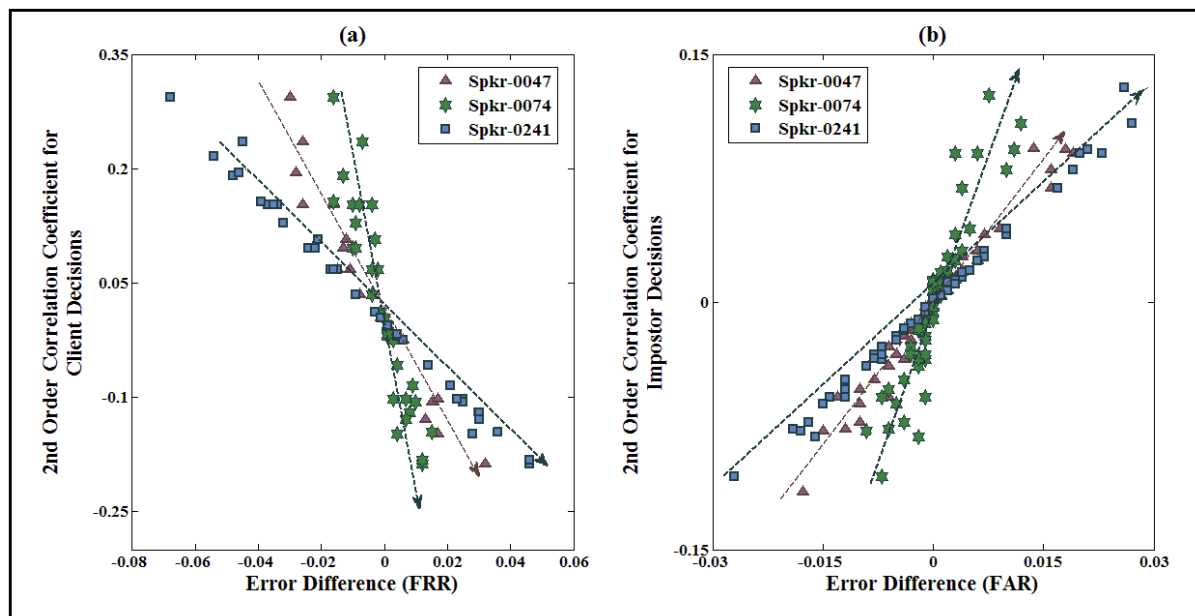 (a)
0.35
0.2
0.05
-0.1
-0.25
2nd Order Correlation Coefficient for
Client Decisions
Spkr-0047
Spkr-0074
Spkr-0241
-0.08
-0.06
-0.04
-0.02
0
0.02
0.04
0.06
Error Difference (FRR)
(b)
0.15
0
-0.15
2nd Order Correlation Coefficient for
Impostor Decisions
Spkr-0047
Spkr-0074
Spkr-0241
-0.03
-0.015
0
0.015
0.03
Error Difference (FAR)